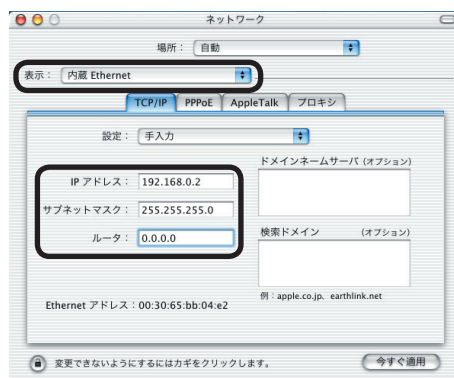 ネットワーク
場所： 自動
表示： 内蔵 Ethernet
TCP/IP PPPoE AppleTalk プロキシ
設定： 手入力
ドメインネームサーバ (オプション)
IP アドレス： 192.168.0.2
サブネットマスク： 255.255.255.0
ルータ： 0.0.0.0
検索ドメイン (オプション)
例：apple.co.jp、earthlink.net
Ethernet アドレス：00:30:65:bb:04:e2
変更できないようにするにはカギをクリックします。
今すぐ適用